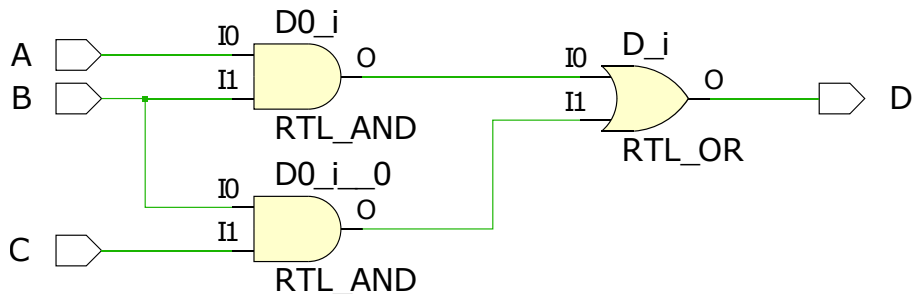 D0_i
A
I0
O
I1
B
RTL_AND
D_i
I0
O
I1
D
RTL_OR
D0_i__0
I0
O
I1
C
RTL_AND